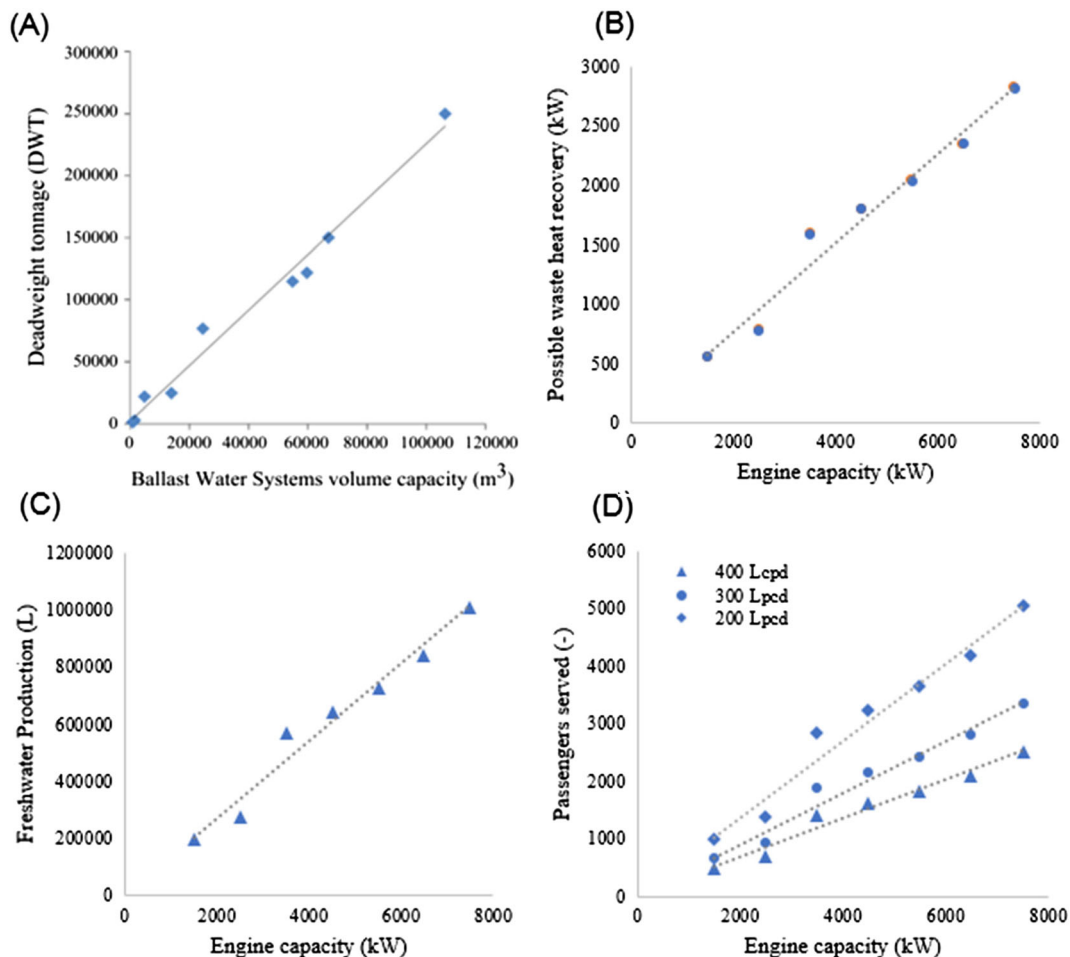 (A)
300000
250000
200000
150000
100000
50000
0
Deadweight tonnage (DWT)
0 20000 40000 60000 80000 100000 120000
Ballast Water Systems volume capacity (m³)
(B)
3000
2500
2000
1500
1000
500
0
Possible waste heat recovery (kW)
0 2000 4000 6000 8000
Engine capacity (kW)
(C)
1200000
1000000
800000
600000
400000
200000
0
Freshwater Production (L)
0 2000 4000 6000 8000
Engine capacity (kW)
(D)
6000
5000
4000
3000
2000
1000
0
Passengers served (-)
400 Lcpd
300 Lpcd
200 Lpcd
0 2000 4000 6000 8000
Engine capacity (kW)